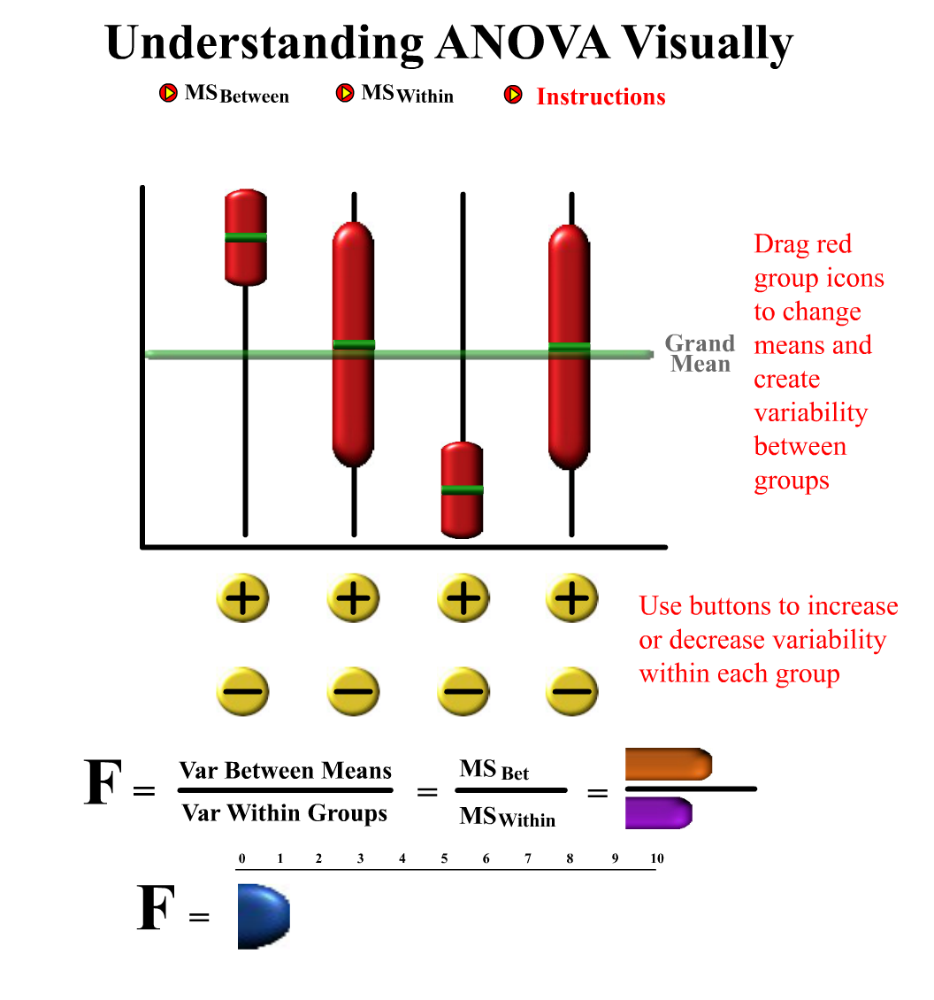 Understanding ANOVA Visually
MSBetween MSWithin Instructions
Drag red
group icons
to change
means and
create
variability
between
groups
Grand
Mean
+ + + +
− − − −
Use buttons to increase
or decrease variability
within each group
F = Var Between Means / Var Within Groups = MS Bet / MSWithin =
0 1 2 3 4 5 6 7 8 9 10
F =